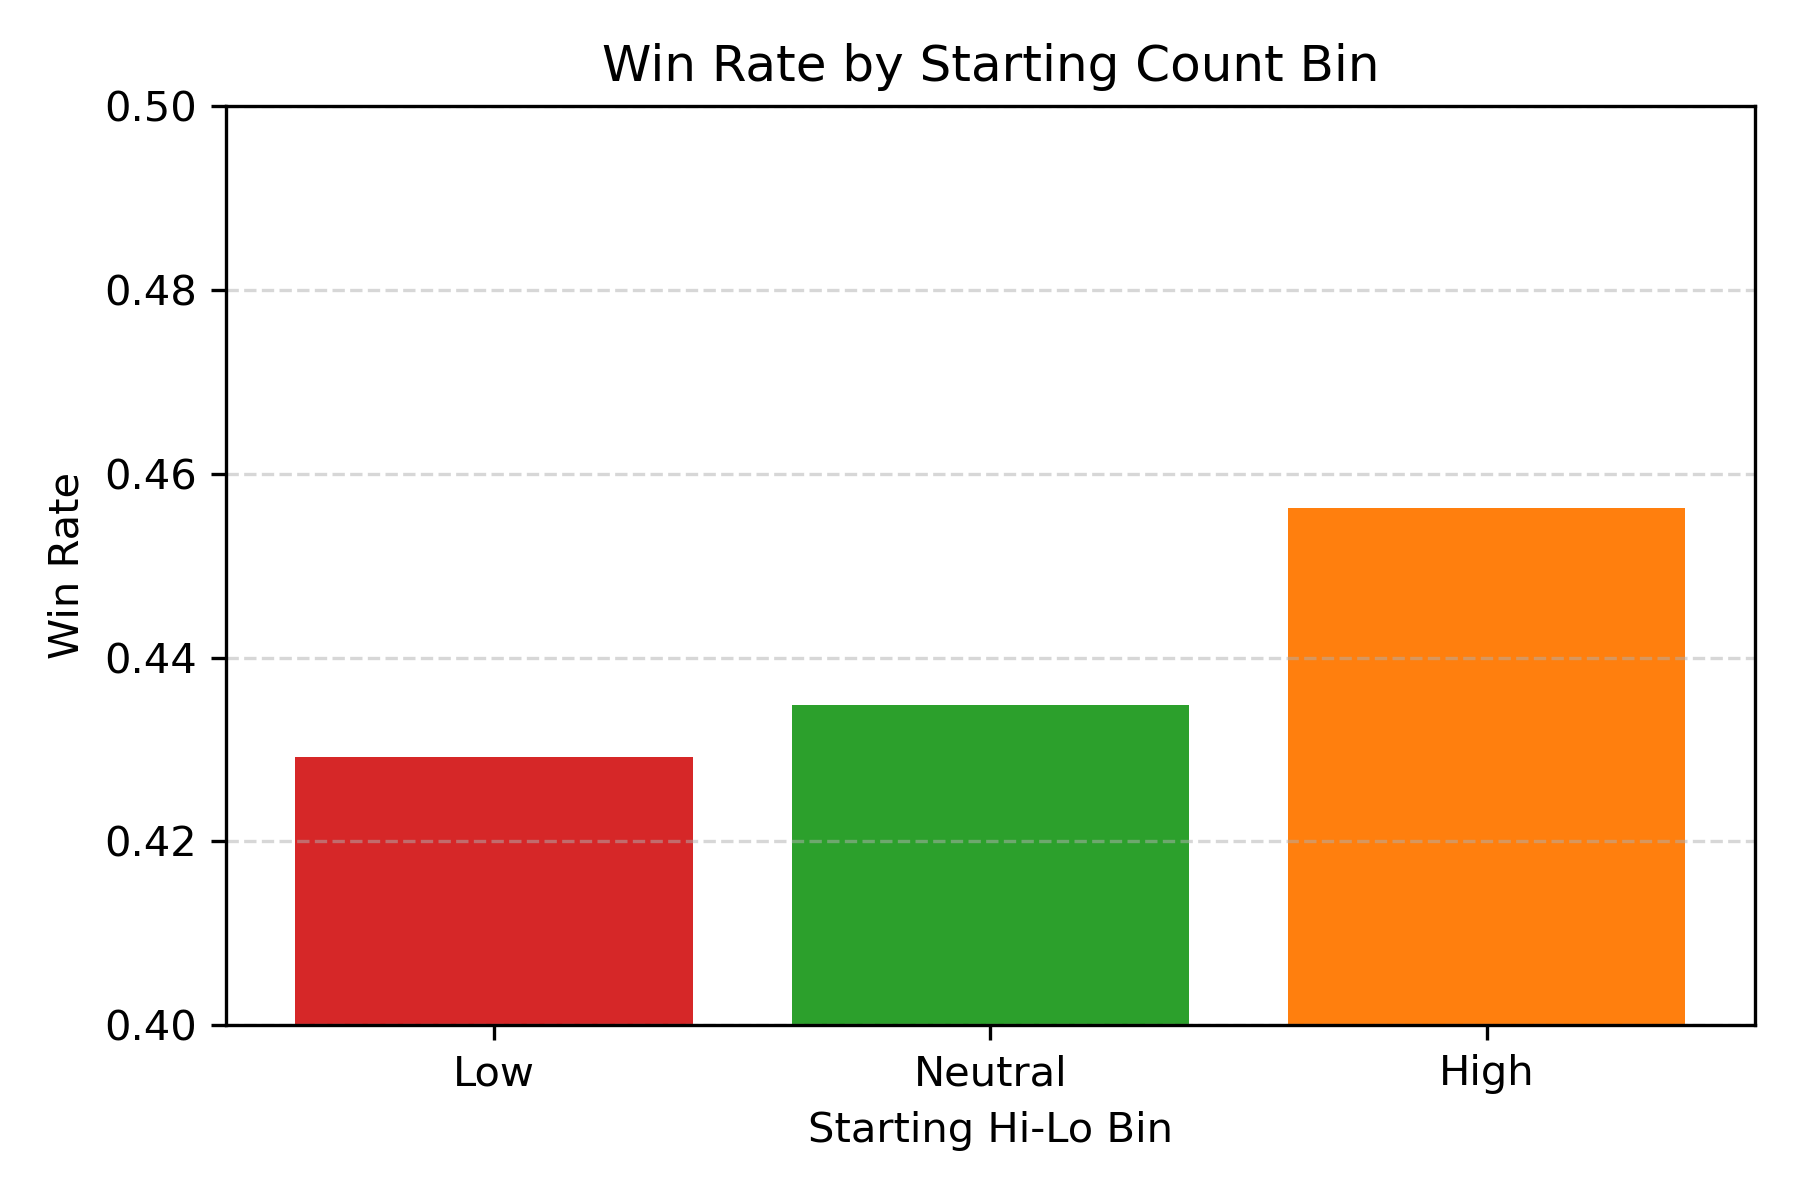 Win Rate by Starting Count Bin
0.50
0.48
0.46
0.44
0.42
0.40
Win Rate
Low Neutral High
Starting Hi-Lo Bin